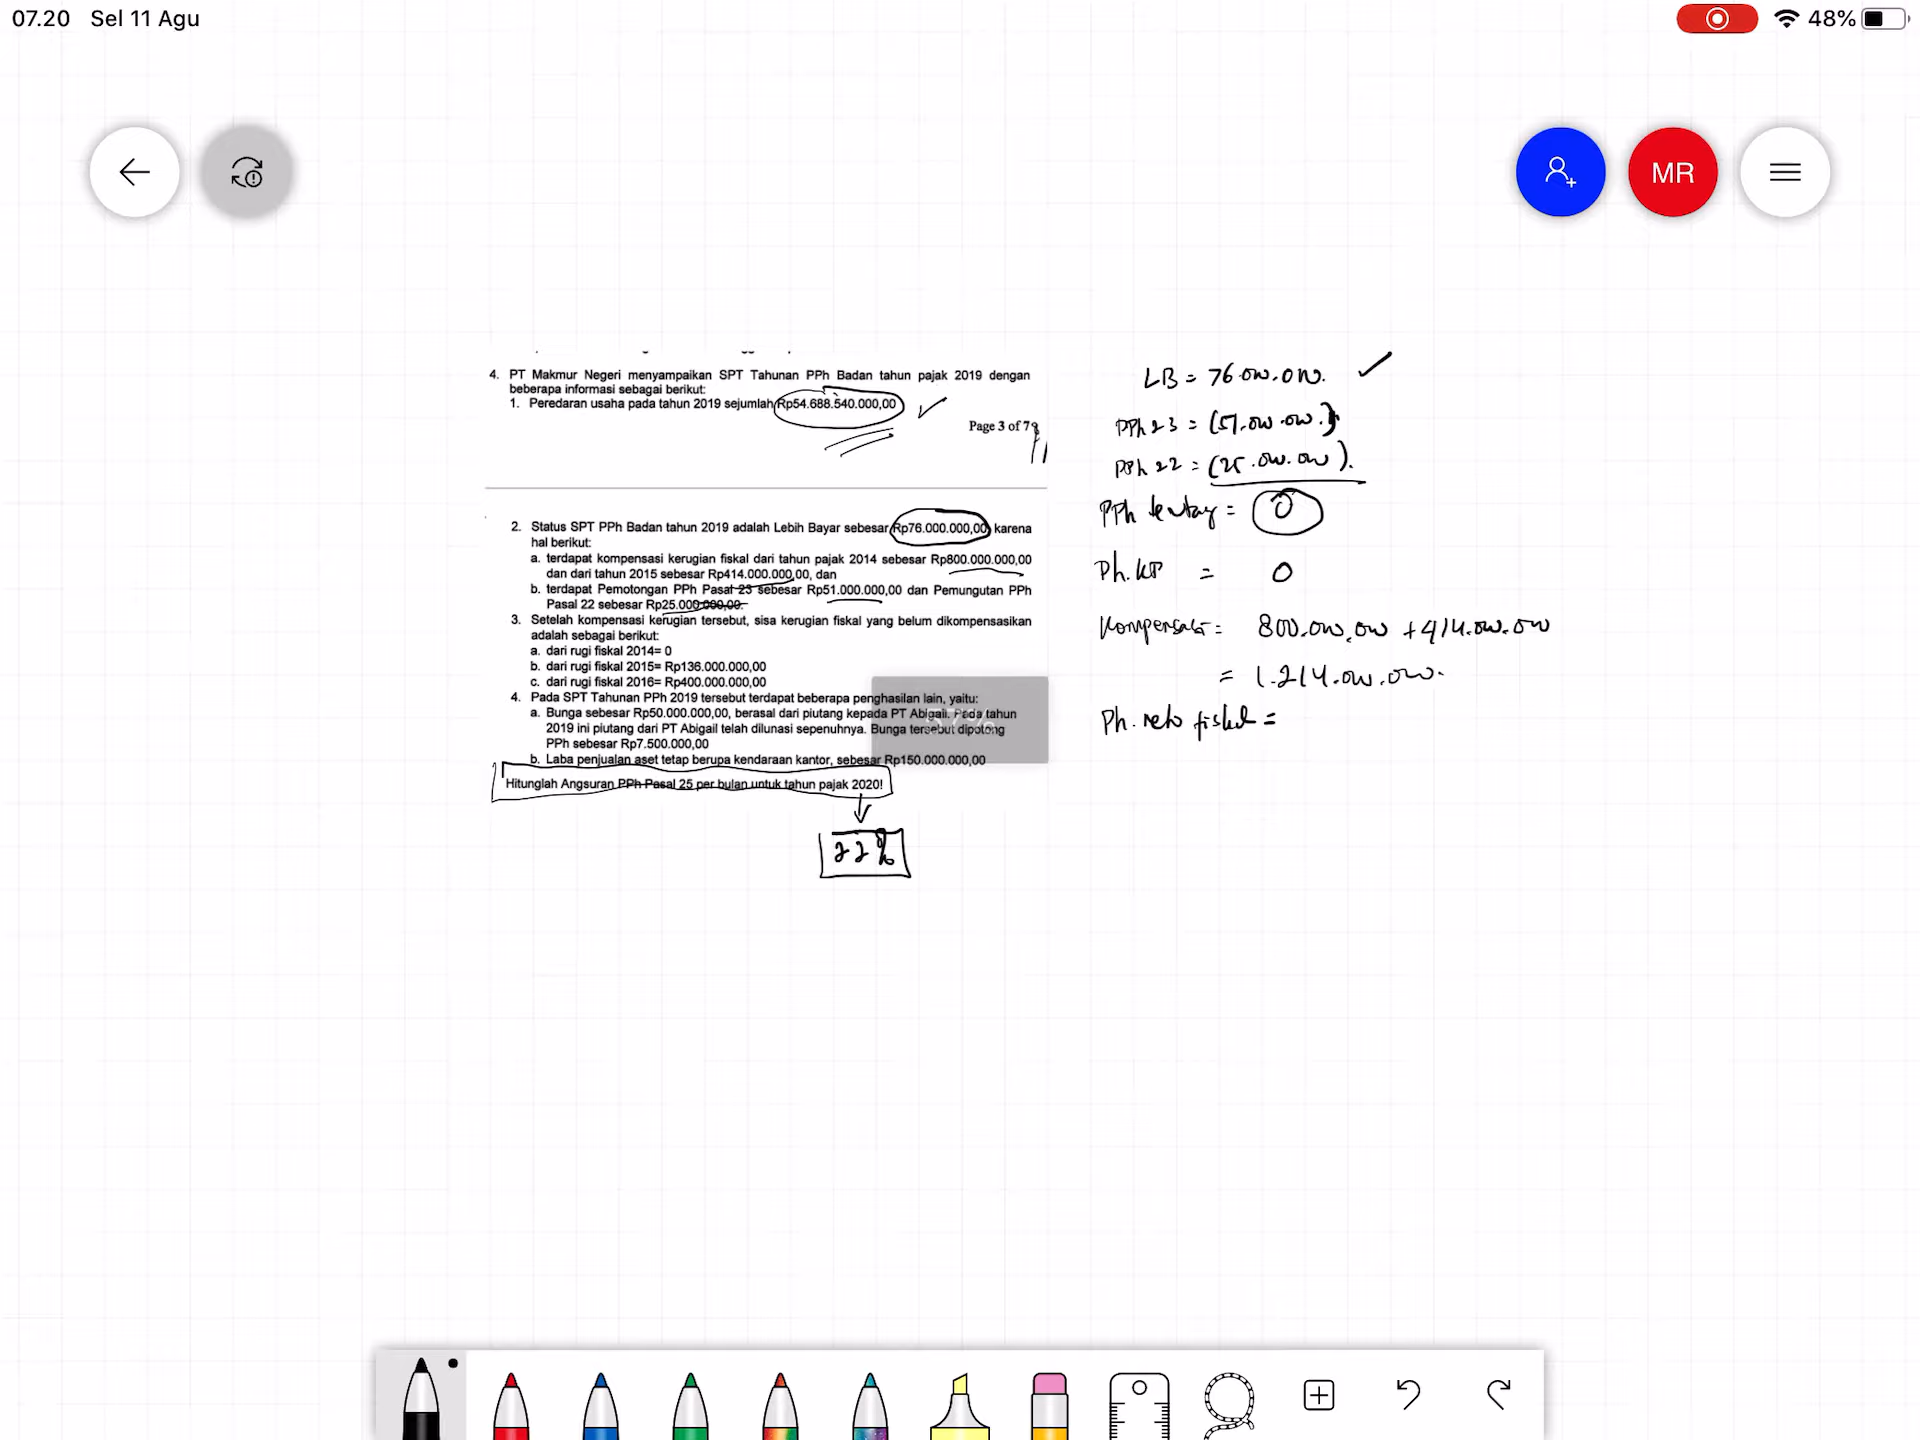 07.20 Sel 11 Agu
48%
MR
4. PT Makmur Negeri menyampaikan SPT Tahunan PPh Badan tahun pajak 2019 dengan
beberapa informasi sebagai berikut:
1. Peredaran usaha pada tahun 2019 sejumlah Rp54.688.540.000,00
Page 3 of 79
2. Status SPT PPh Badan tahun 2019 adalah Lebih Bayar sebesar Rp76.000.000,00 karena
hal berikut:
a. terdapat kompensasi kerugian fiskal dari tahun pajak 2014 sebesar Rp800.000.000,00
dan dari tahun 2015 sebesar Rp414.000.000,00, dan
b. terdapat Pemotongan PPh Pasal 23 sebesar Rp51.000.000,00 dan Pemungutan PPh
Pasal 22 sebesar Rp25.000.000,00.
3. Setelah kompensasi kerugian tersebut, sisa kerugian fiskal yang belum dikompensasikan
adalah sebagai berikut:
a. dari rugi fiskal 2014= 0
b. dari rugi fiskal 2015= Rp136.000.000,00
c. dari rugi fiskal 2016= Rp400.000.000,00
4. Pada SPT Tahunan PPh 2019 tersebut terdapat beberapa penghasilan lain, yaitu:
a. Bunga sebesar Rp50.000.000,00, berasal dari piutang kepada PT Abigail. Pada tahun
2019 ini piutang dari PT Abigail telah dilunasi sepenuhnya. Bunga tersebut dipotong
PPh sebesar Rp7.500.000,00
b. Laba penjualan aset tetap berupa kendaraan kantor, sebesar Rp150.000.000,00
Hitunglah Angsuran PPh Pasal 25 per bulan untuk tahun pajak 2020!
22%
LB = 76.000.000.
PPh 23 = (51.000.000.)
PPh 22 = (25.000.000).
PPh terutang = 0
Ph. KP = 0
Kompensasi = 800.000.000 + 414.000.000
= 1.214.000.000.
Ph. neto fiskal =